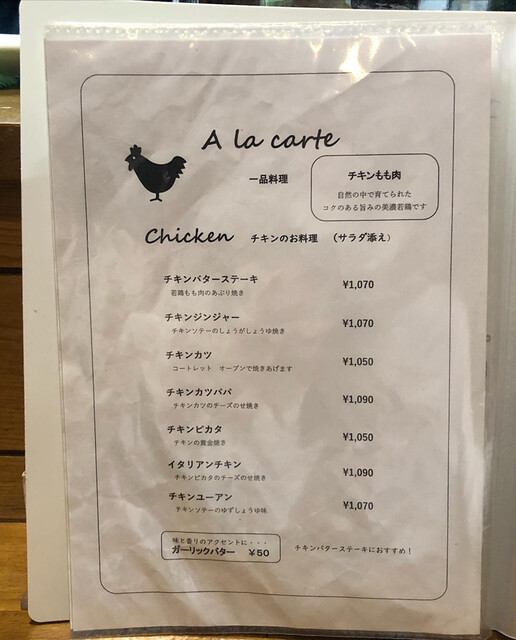 A la carte
一品料理
チキンもも肉
自然の中で育てられた
コクのある旨みの美濃若鶏です
Chicken チキンのお料理 (サラダ添え)
チキンバターステーキ ¥1,070
若鶏もも肉のあぶり焼き
チキンジンジャー ¥1,070
チキンソテーのしょうがしょうゆ焼き
チキンカツ ¥1,050
コートレット オーブンで焼きあげます
チキンカツパパ ¥1,090
チキンカツのチーズのせ焼き
チキンピカタ ¥1,050
チキンの黄金焼き
イタリアンチキン ¥1,090
チキンピカタのチーズのせ焼き
チキンユーアン ¥1,070
チキンソテーのゆずしょうゆ味
味と香りのアクセントに・・・
ガーリックバター ¥50 チキンバターステーキにおすすめ!